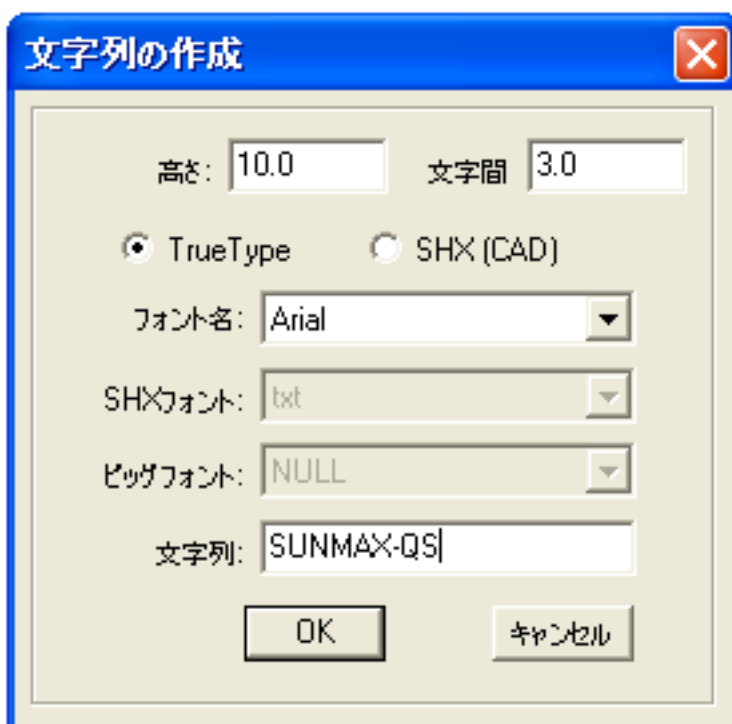 文字列の作成
高さ: 10.0 文字間 3.0
TrueType SHX (CAD)
フォント名: Arial
SHXフォント: txt
ビッグフォント: NULL
文字列: SUNMAX-QS
OK キャンセル